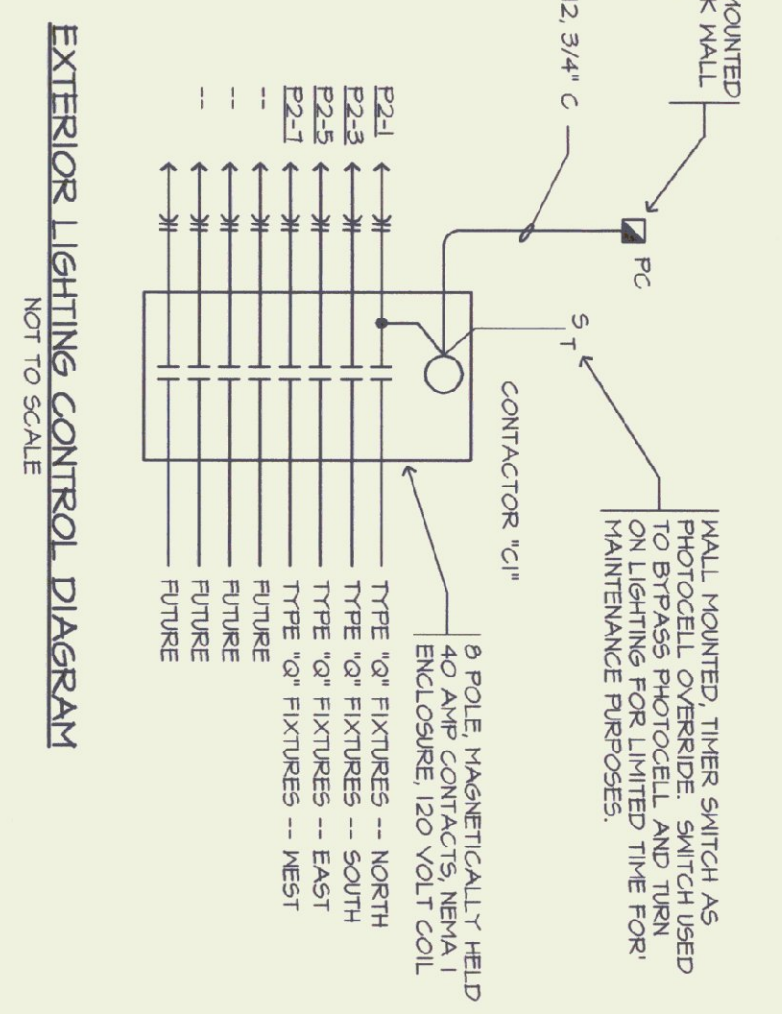 MOUNTED
K WALL
WALL MOUNTED, TIMER SWITCH AS
PHOTOCELL OVERRIDE. SWITCH USED
TO BYPASS PHOTOCELL AND TURN
ON LIGHTING FOR LIMITED TIME FOR'
MAINTENANCE PURPOSES.
PC
S T
12, 3/4" C
CONTACTOR "C1"
8 POLE, MAGNETICALLY HELD
40 AMP CONTACTS, NEMA 1
ENCLOSURE, 120 VOLT COIL
P2-1 TYPE "Q" FIXTURES -- NORTH
P2-3 TYPE "Q" FIXTURES -- SOUTH
P2-5 TYPE "Q" FIXTURES -- EAST
P2-7 TYPE "Q" FIXTURES -- WEST
-- FUTURE
-- FUTURE
-- FUTURE
FUTURE
EXTERIOR LIGHTING CONTROL DIAGRAM
NOT TO SCALE